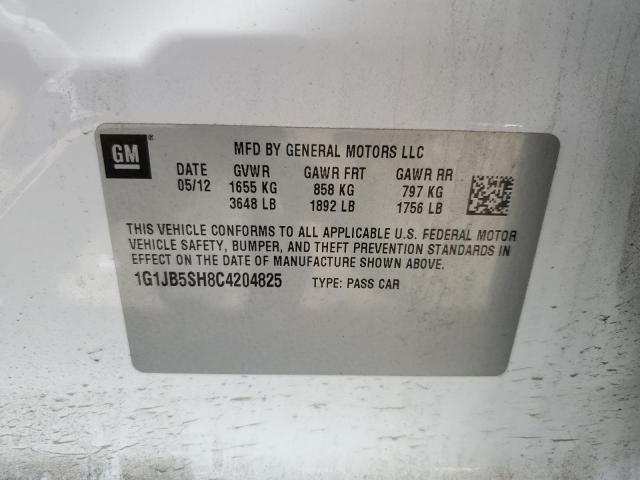 GM
MFD BY GENERAL MOTORS LLC
DATE GVWR GAWR FRT GAWR RR
05/12 1655 KG 858 KG 797 KG
3648 LB 1892 LB 1756 LB
THIS VEHICLE CONFORMS TO ALL APPLICABLE U.S. FEDERAL MOTOR
VEHICLE SAFETY, BUMPER, AND THEFT PREVENTION STANDARDS IN
EFFECT ON THE DATE OF MANUFACTURE SHOWN ABOVE.
1G1JB5SH8C4204825 TYPE: PASS CAR